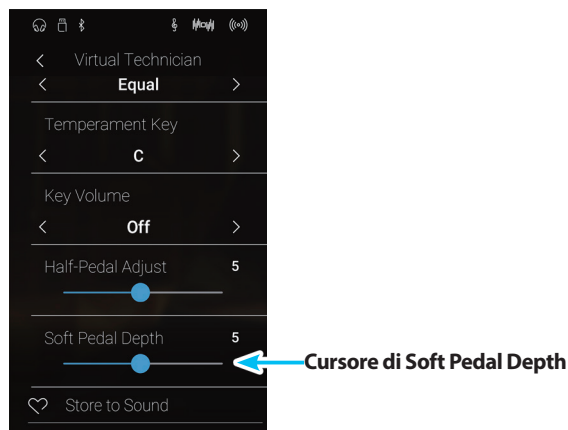 Virtual Technician
Equal
Temperament Key
C
Key Volume
Off
Half-Pedal Adjust 5
Soft Pedal Depth 5
Cursore di Soft Pedal Depth
Store to Sound